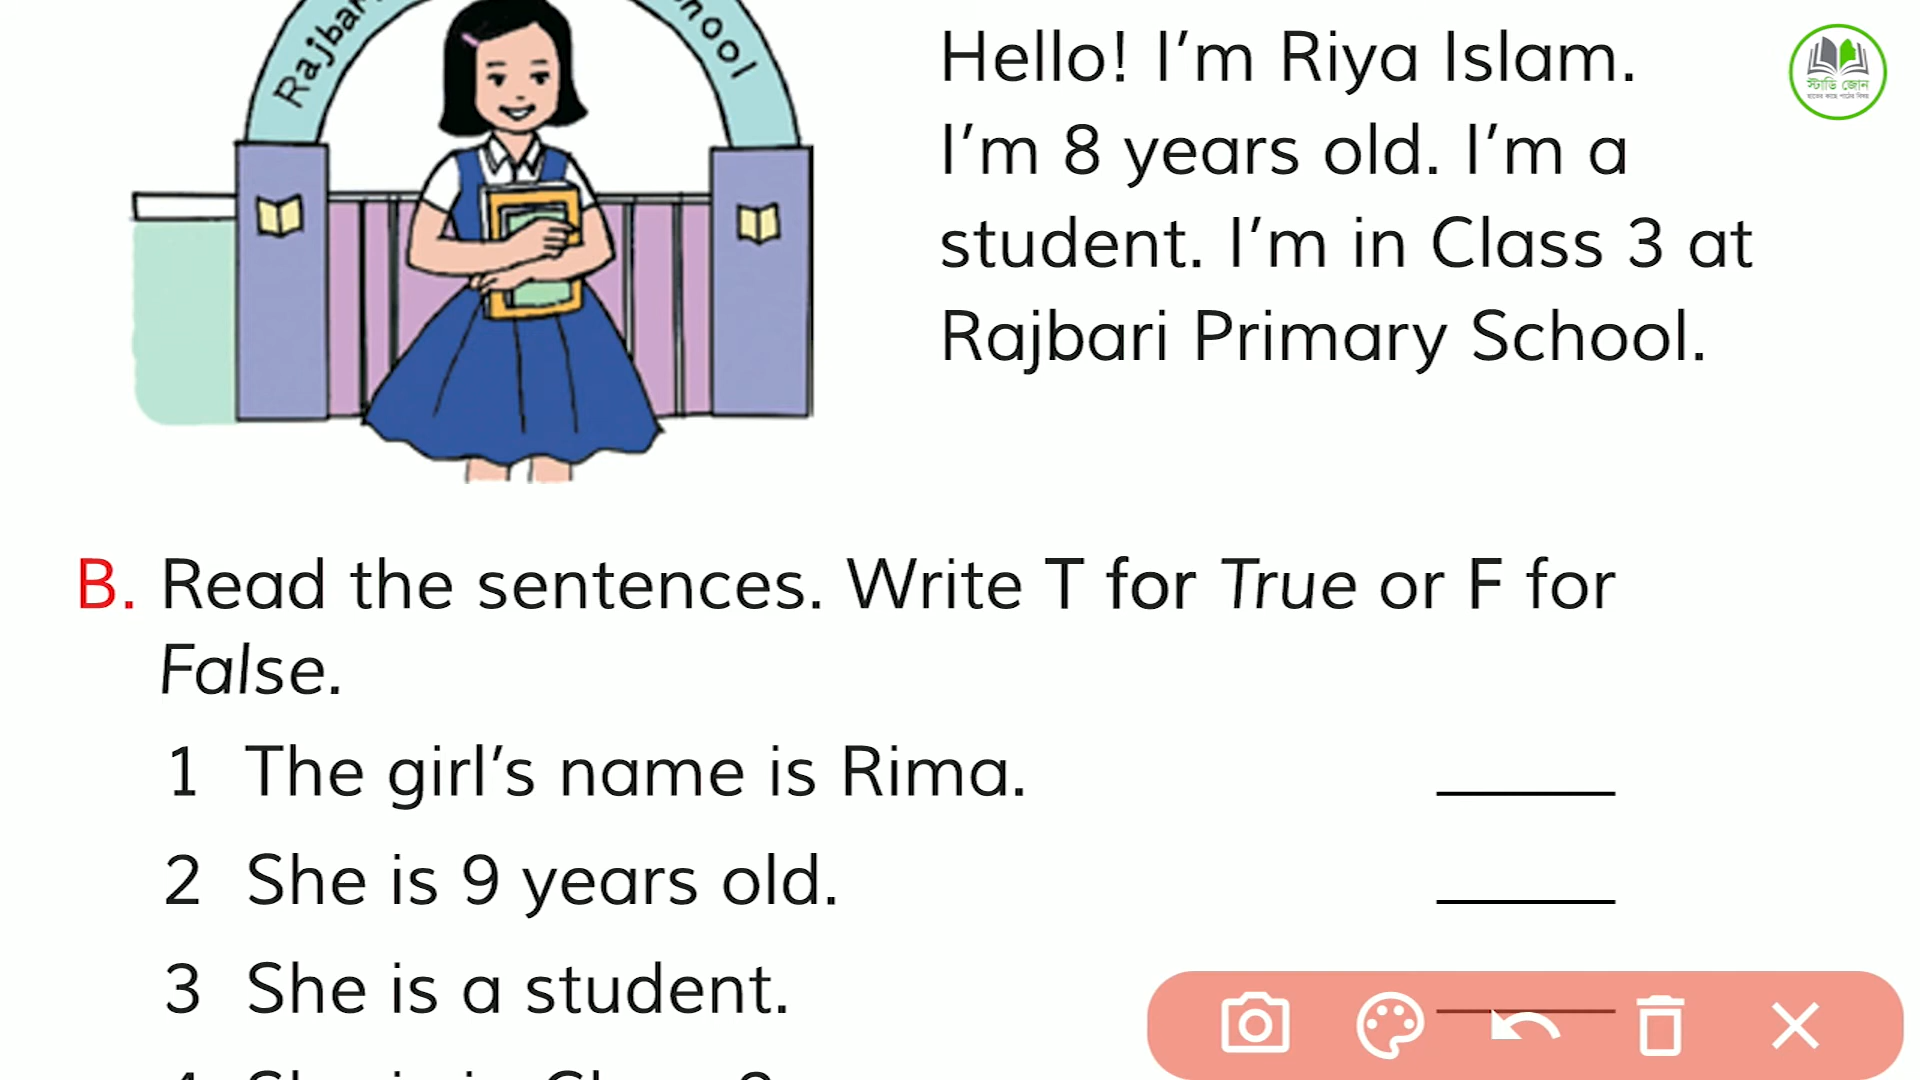 Hello! I’m Riya Islam.
I’m 8 years old. I’m a
student. I’m in Class 3 at
Rajbari Primary School.
স্টাডি জোন
B. Read the sentences. Write T for True or F for
False.
1 The girl’s name is Rima.
2 She is 9 years old.
3 She is a student.